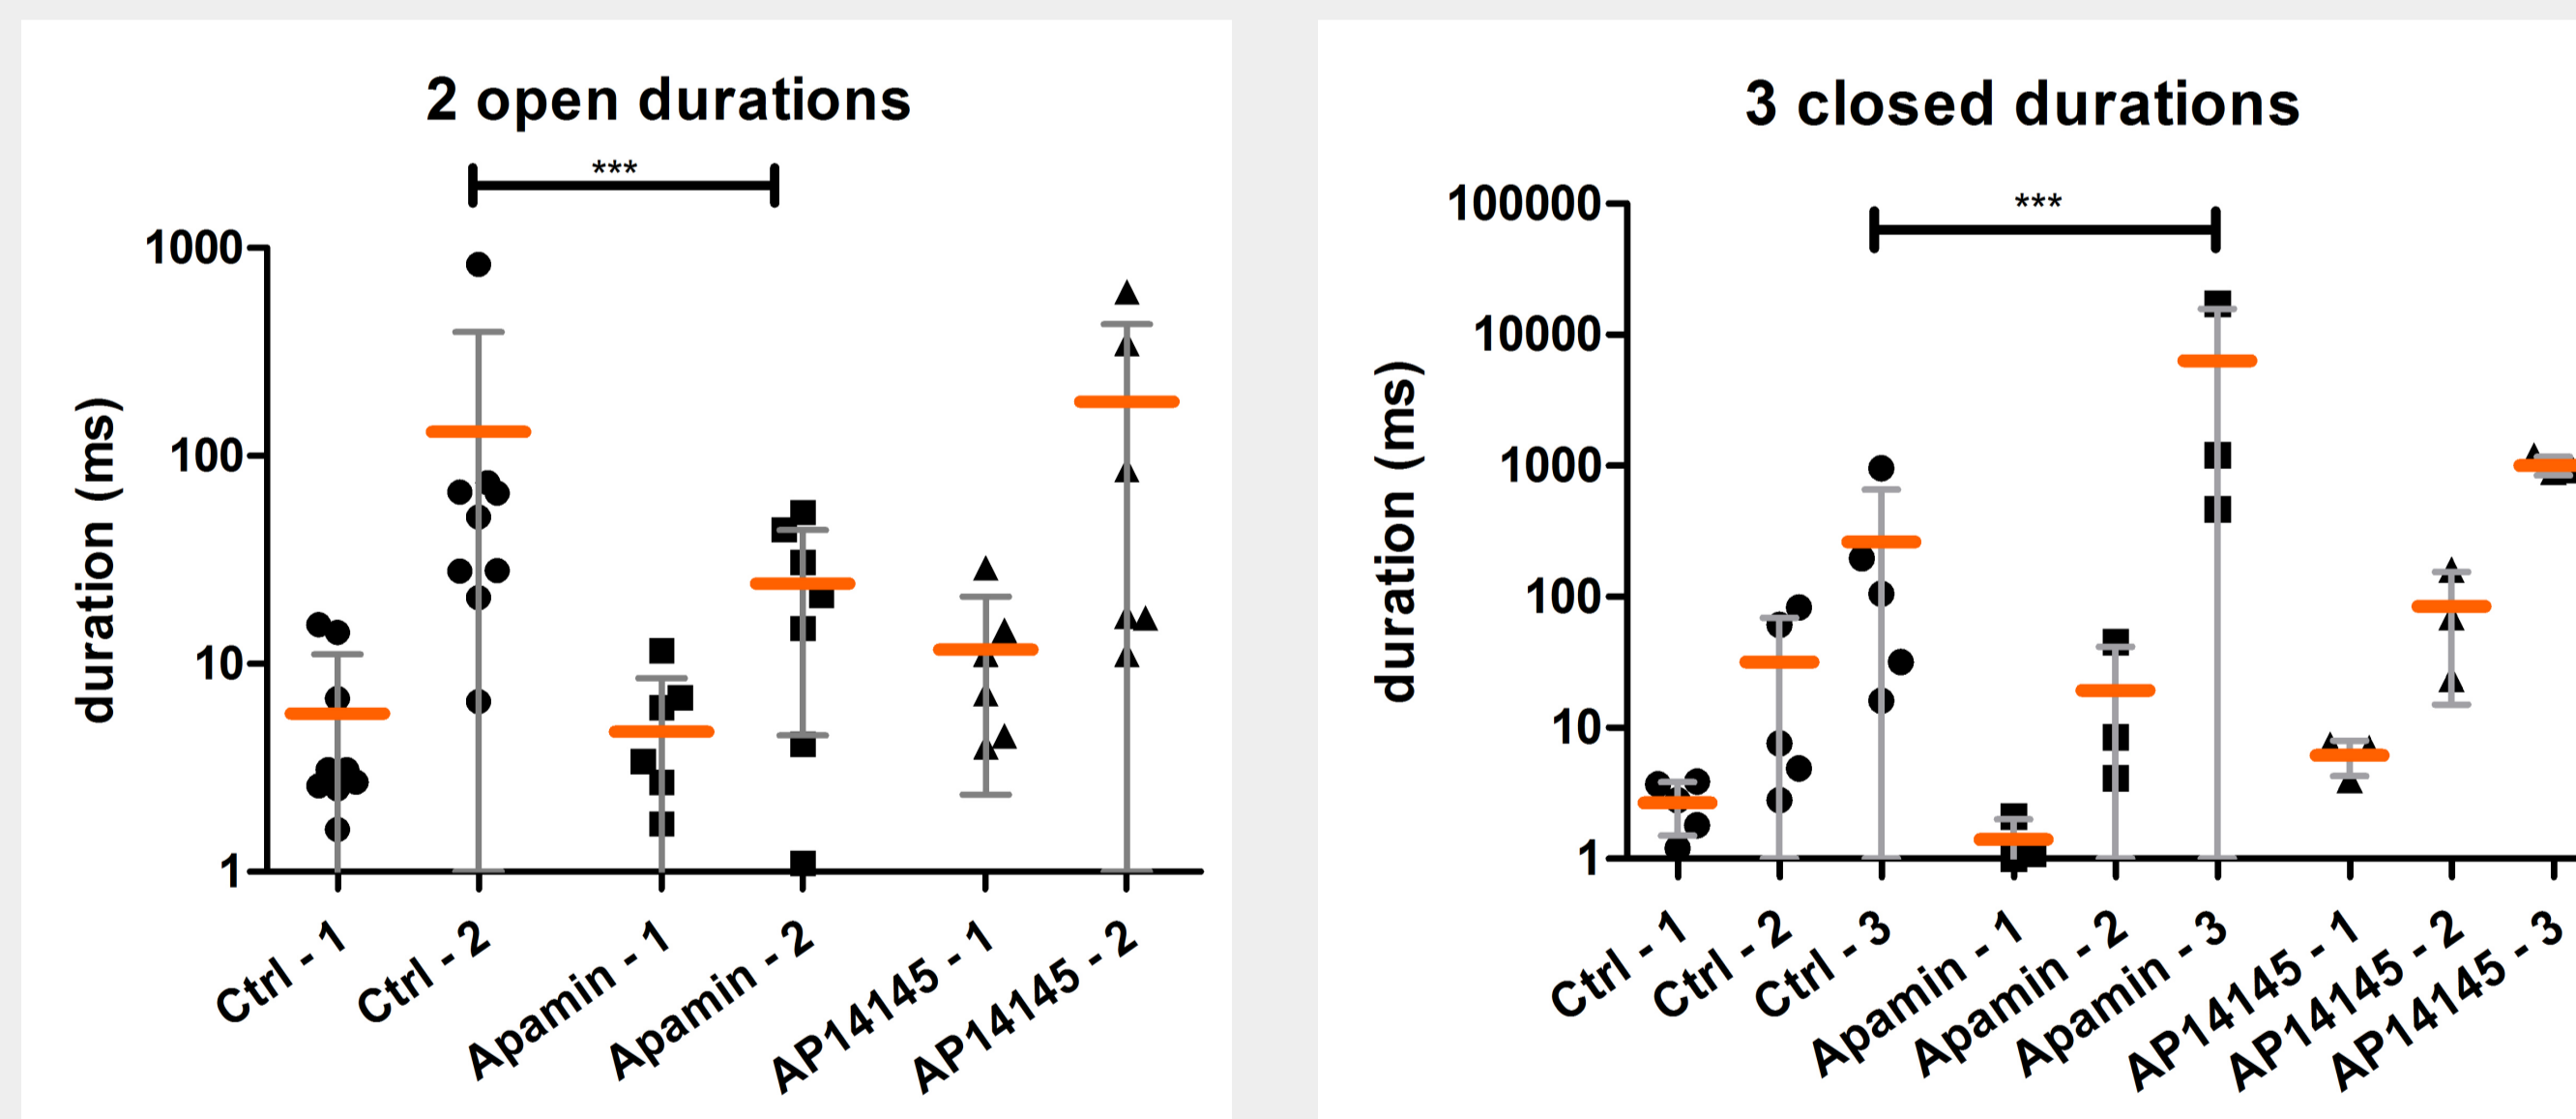 2 open durations
***
1000
100
10
1
duration (ms)
Ctrl - 1
Ctrl - 2
Apamin - 1
Apamin - 2
AP14145 - 1
AP14145 - 2
3 closed durations
***
100000
10000
1000
100
10
1
duration (ms)
Ctrl - 1
Ctrl - 2
Ctrl - 3
Apamin - 1
Apamin - 2
Apamin - 3
AP14145 - 1
AP14145 - 2
AP14145 - 3